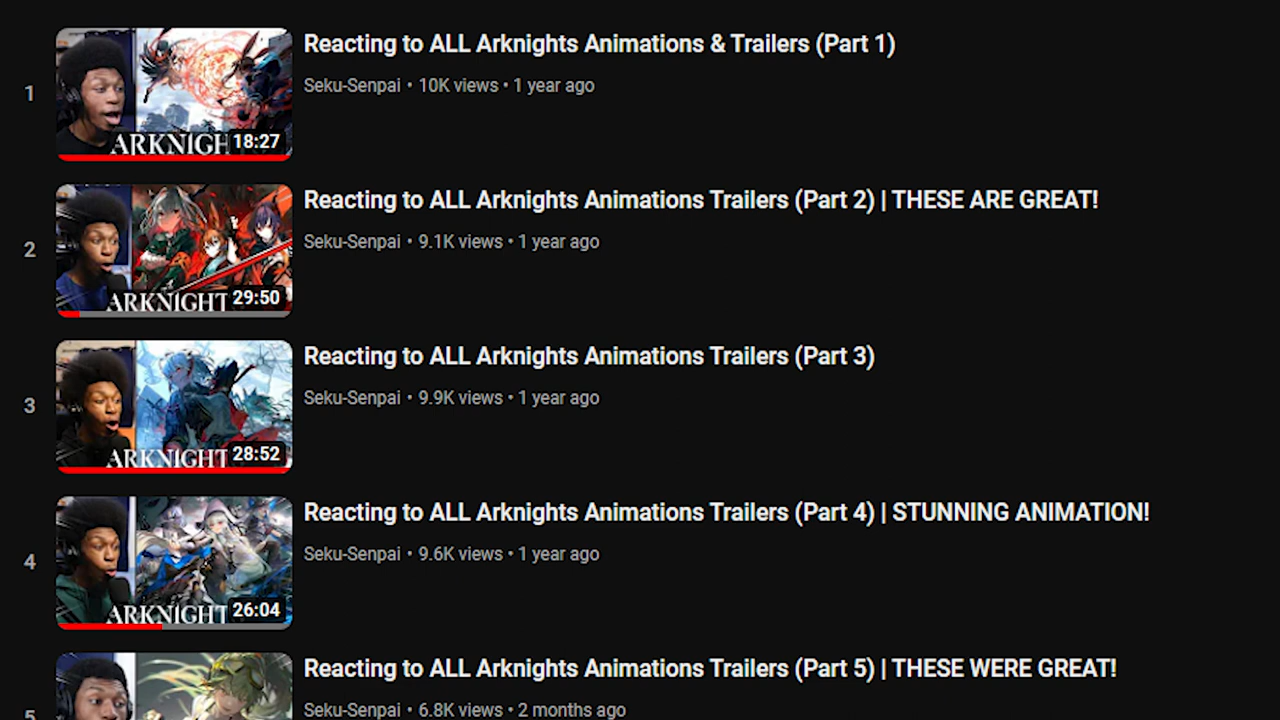 1
ARKNIGH
18:27
Reacting to ALL Arknights Animations & Trailers (Part 1)
Seku-Senpai • 10K views • 1 year ago
2
ARKNIGHT
29:50
Reacting to ALL Arknights Animations Trailers (Part 2) | THESE ARE GREAT!
Seku-Senpai • 9.1K views • 1 year ago
3
ARKNIGHT
28:52
Reacting to ALL Arknights Animations Trailers (Part 3)
Seku-Senpai • 9.9K views • 1 year ago
4
ARKNIGHT
26:04
Reacting to ALL Arknights Animations Trailers (Part 4) | STUNNING ANIMATION!
Seku-Senpai • 9.6K views • 1 year ago
5
Reacting to ALL Arknights Animations Trailers (Part 5) | THESE WERE GREAT!
Seku-Senpai • 6.8K views • 2 months ago